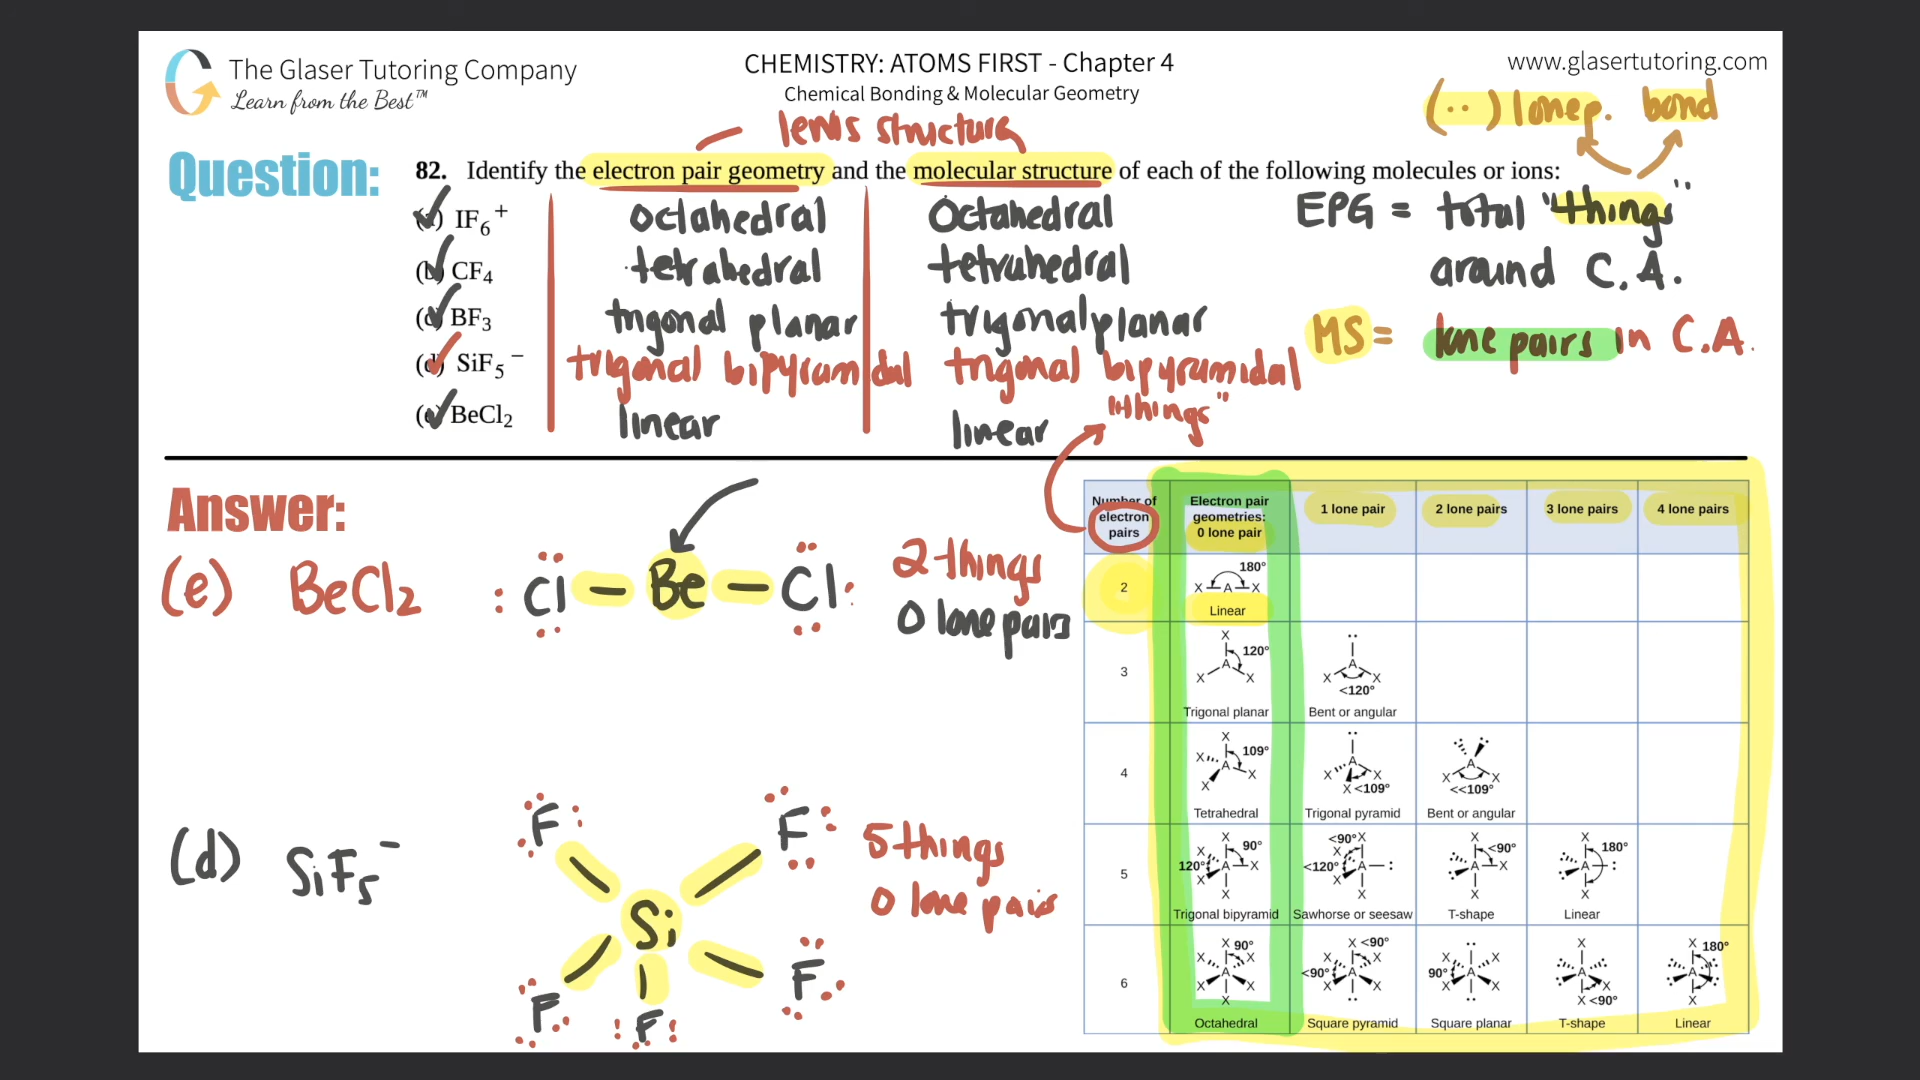 The Glaser Tutoring Company
Learn from the Best™
CHEMISTRY: ATOMS FIRST - Chapter 4
Chemical Bonding & Molecular Geometry
www.glasertutoring.com
(··) lone p. bond
lewis structure
Question:
82. Identify the electron pair geometry and the molecular structure of each of the following molecules or ions:
(a) IF6+ octahedral octahedral
(b) CF4 tetrahedral tetrahedral
(c) BF3 trigonal planar trigonal planar
(d) SiF5− trigonal bipyramidal trigonal bipyramidal
(e) BeCl2 linear linear
EPG = total "things"
around C.A.
MS = lone pairs in C.A.
"things"
Answer:
(e) BeCl2 :Cl — Be — Cl: 2 things
0 lone pairs
(d) SiF5−
F F
Si
F F F
5 things
0 lone pairs
Number of electron pairs
Electron pair geometries: 0 lone pair
1 lone pair
2 lone pairs
3 lone pairs
4 lone pairs
2
180°
X A X
Linear
3
X 120° A X X
Trigonal planar
A X X <120°
Bent or angular
4
X 109° X A X X
Tetrahedral
A X X X <109°
Trigonal pyramid
A X X <<109°
Bent or angular
5
X 90° X 120° A X X X
Trigonal bipyramid
<90° X X <120° A X X
Sawhorse or seesaw
X <90° A X X
T-shape
X 180° A X
Linear
6
X 90° X X A X X X
Octahedral
X <90° X X <90° A X X
Square pyramid
X X 90° A X X
Square planar
X A X X <90°
T-shape
X 180° A X
Linear